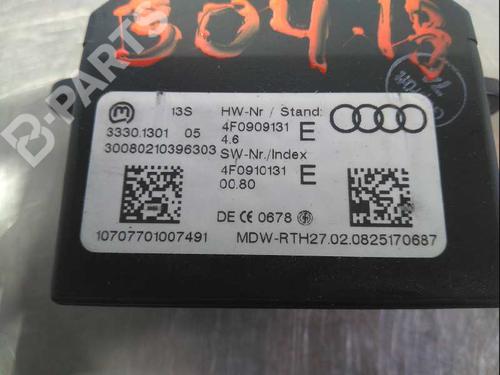 B04.13
B-PARTS
13S
3330.1301 05
30080210396303
HW-Nr / Stand:
4F0909131 E
4.6
SW-Nr./Index
4F0910131 E
00.80
DE CE 0678
10707701007491
MDW-RTH27.02.0825170687